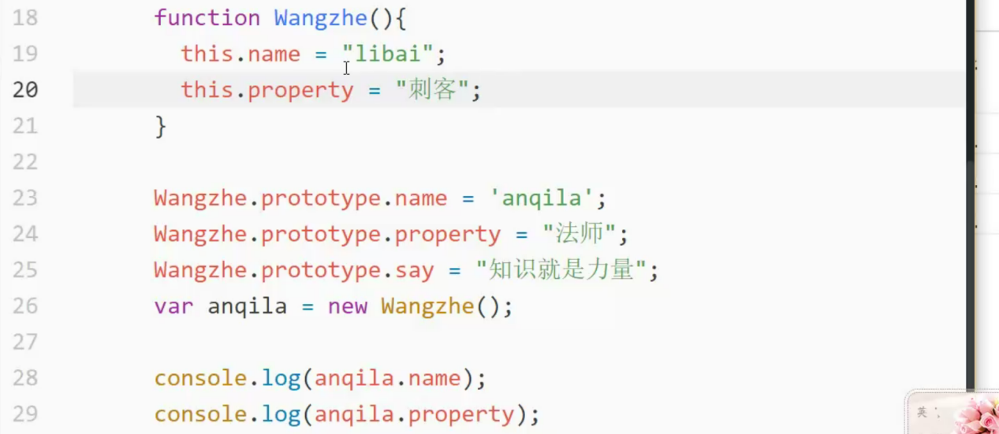 18 function Wangzhe(){
19 this.name = "libai";
20 this.property = "刺客";
21 }
22
23 Wangzhe.prototype.name = 'anqila';
24 Wangzhe.prototype.property = "法师";
25 Wangzhe.prototype.say = "知识就是力量";
26 var anqila = new Wangzhe();
27
28 console.log(anqila.name);
29 console.log(anqila.property);
英